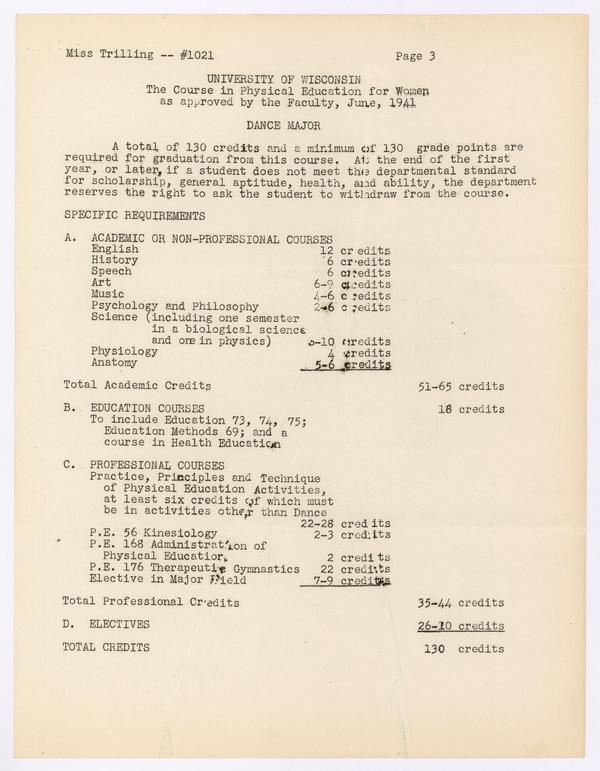 Miss Trilling -- #1021 Page 3
UNIVERSITY OF WISCONSIN
The Course in Physical Education for Women
as approved by the Faculty, June, 1941
DANCE MAJOR
A total of 130 credits and a minimum of 130 grade points are
required for graduation from this course. At the end of the first
year, or later, if a student does not meet the departmental standard
for scholarship, general aptitude, health, and ability, the department
reserves the right to ask the student to withdraw from the course.
SPECIFIC REQUIREMENTS
A. ACADEMIC OR NON-PROFESSIONAL COURSES
English 12 credits
History 6 credits
Speech 6 credits
Art 6-9 credits
Music 4-6 credits
Psychology and Philosophy 2-6 credits
Science (including one semester
in a biological science
and one in physics) -10 credits
Physiology 4 credits
Anatomy 5-6 credits
Total Academic Credits 51-65 credits
B. EDUCATION COURSES 18 credits
To include Education 73, 74, 75;
Education Methods 69; and a
course in Health Education
C. PROFESSIONAL COURSES
Practice, Principles and Technique
of Physical Education Activities,
at least six credits of which must
be in activities other than Dance
22-28 credits
P.E. 56 Kinesiology 2-3 credits
P.E. 168 Administration of
Physical Education 2 credits
P.E. 176 Therapeutic Gymnastics 22 credits
Elective in Major Field 7-9 credits
Total Professional Credits 35-44 credits
D. ELECTIVES 26-10 credits
TOTAL CREDITS 130 credits